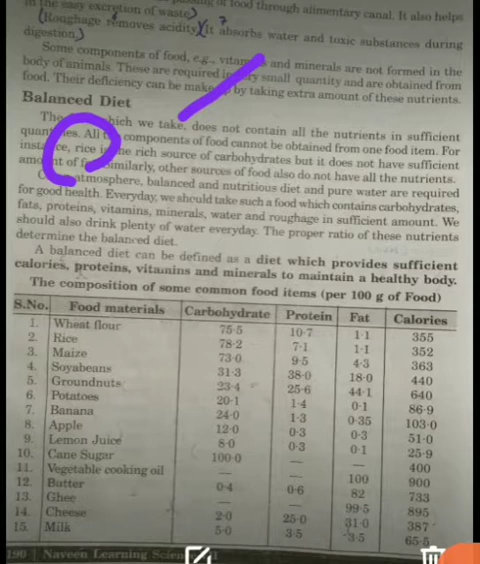 in the easy excretion of waste)
of food through alimentary canal. It also helps
(Roughage removes acidity)(It absorbs water and toxic substances during
digestion)
Some components of food, e.g., and minerals are not formed in the
body of animals. These are required small quantity and are obtained from
food. Their deficiency can be make by taking extra amount of these nutrients.
Balanced Diet
The which we take, does not contain all the nutrients in sufficient
All components of food cannot be obtained from one food item. For
rice rich source of carbohydrates but it does not have sufficient
of similarly, other sources of food also do not have all the nutrients.
atmosphere, balanced and nutritious diet and pure water are required
for good health. Everyday, we should take such a food which contains carbohydrates,
fats, proteins, vitamins, minerals, water and roughage in sufficient amount. We
should also drink plenty of water everyday. The proper ratio of these nutrients
determine the balanced diet.
A balanced diet can be defined as a diet which provides sufficient
calories, proteins, vitamins and minerals to maintain a healthy body.
The composition of some common food items (per 100 g of Food)
S.No. Food materials Carbohydrate Protein Fat Calories
1. Wheat flour 75·5 10·7 1·1 355
2. Rice 78·2 7·1 1·1 352
3. Maize 73·0 9·5 4·3 363
4. Soyabeans 31·3 38·0 18·0 440
5. Groundnuts 23·4 25·6 44·1 640
6. Potatoes 20·1 1·4 0·1 86·9
7. Banana 24·0 1·3 0·35 103·0
8. Apple 12·0 0·3 0·3 51·0
9. Lemon Juice 8·0 0·3 0·1 25·9
10. Cane Sugar 100·0 — — 400
11. Vegetable cooking oil — — 100 900
12. Butter 0·4 0·6 82 733
13. Ghee — — 99·5 895
14. Cheese 2·0 25·0 31·0 387
15. Milk 5·0 3·5 3·5 65·5
190 | Naveen Learning